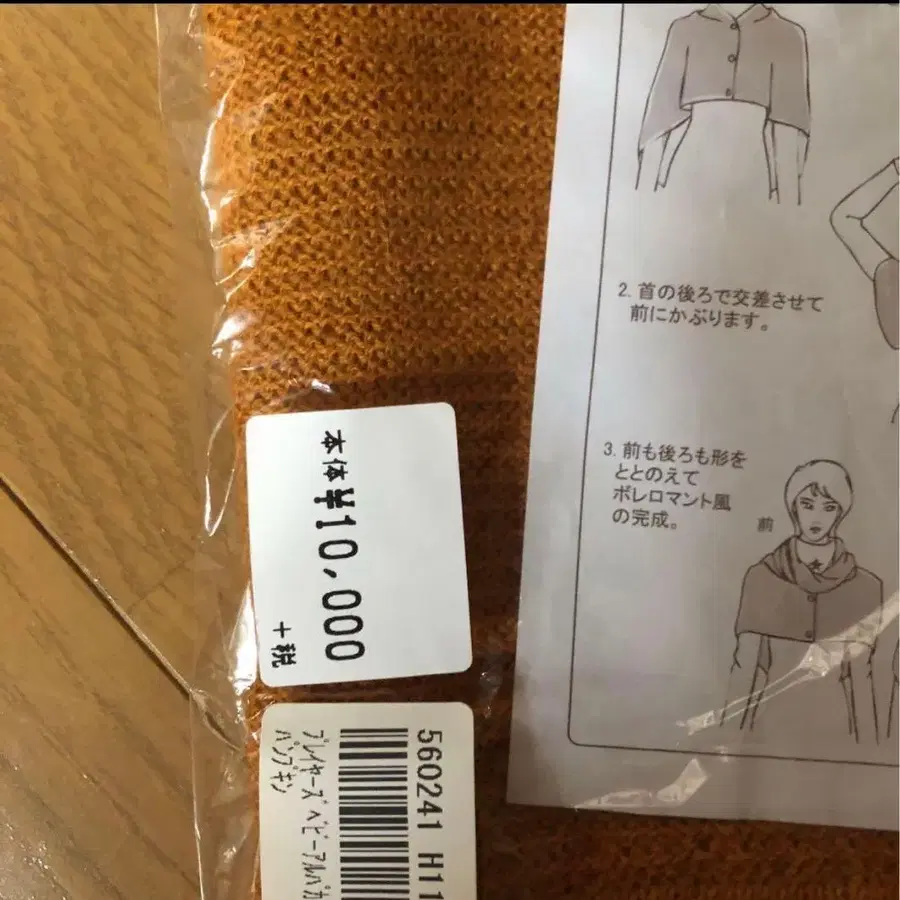 2. 首の後ろで交差させて
前にかぶります。
3. 前も後ろも形を
ととのえて
ボレロマント風
の完成。
前
本体
¥10,000
+税
560241 H11
プレイヤーズ ベビーアルパカ
パンプキン